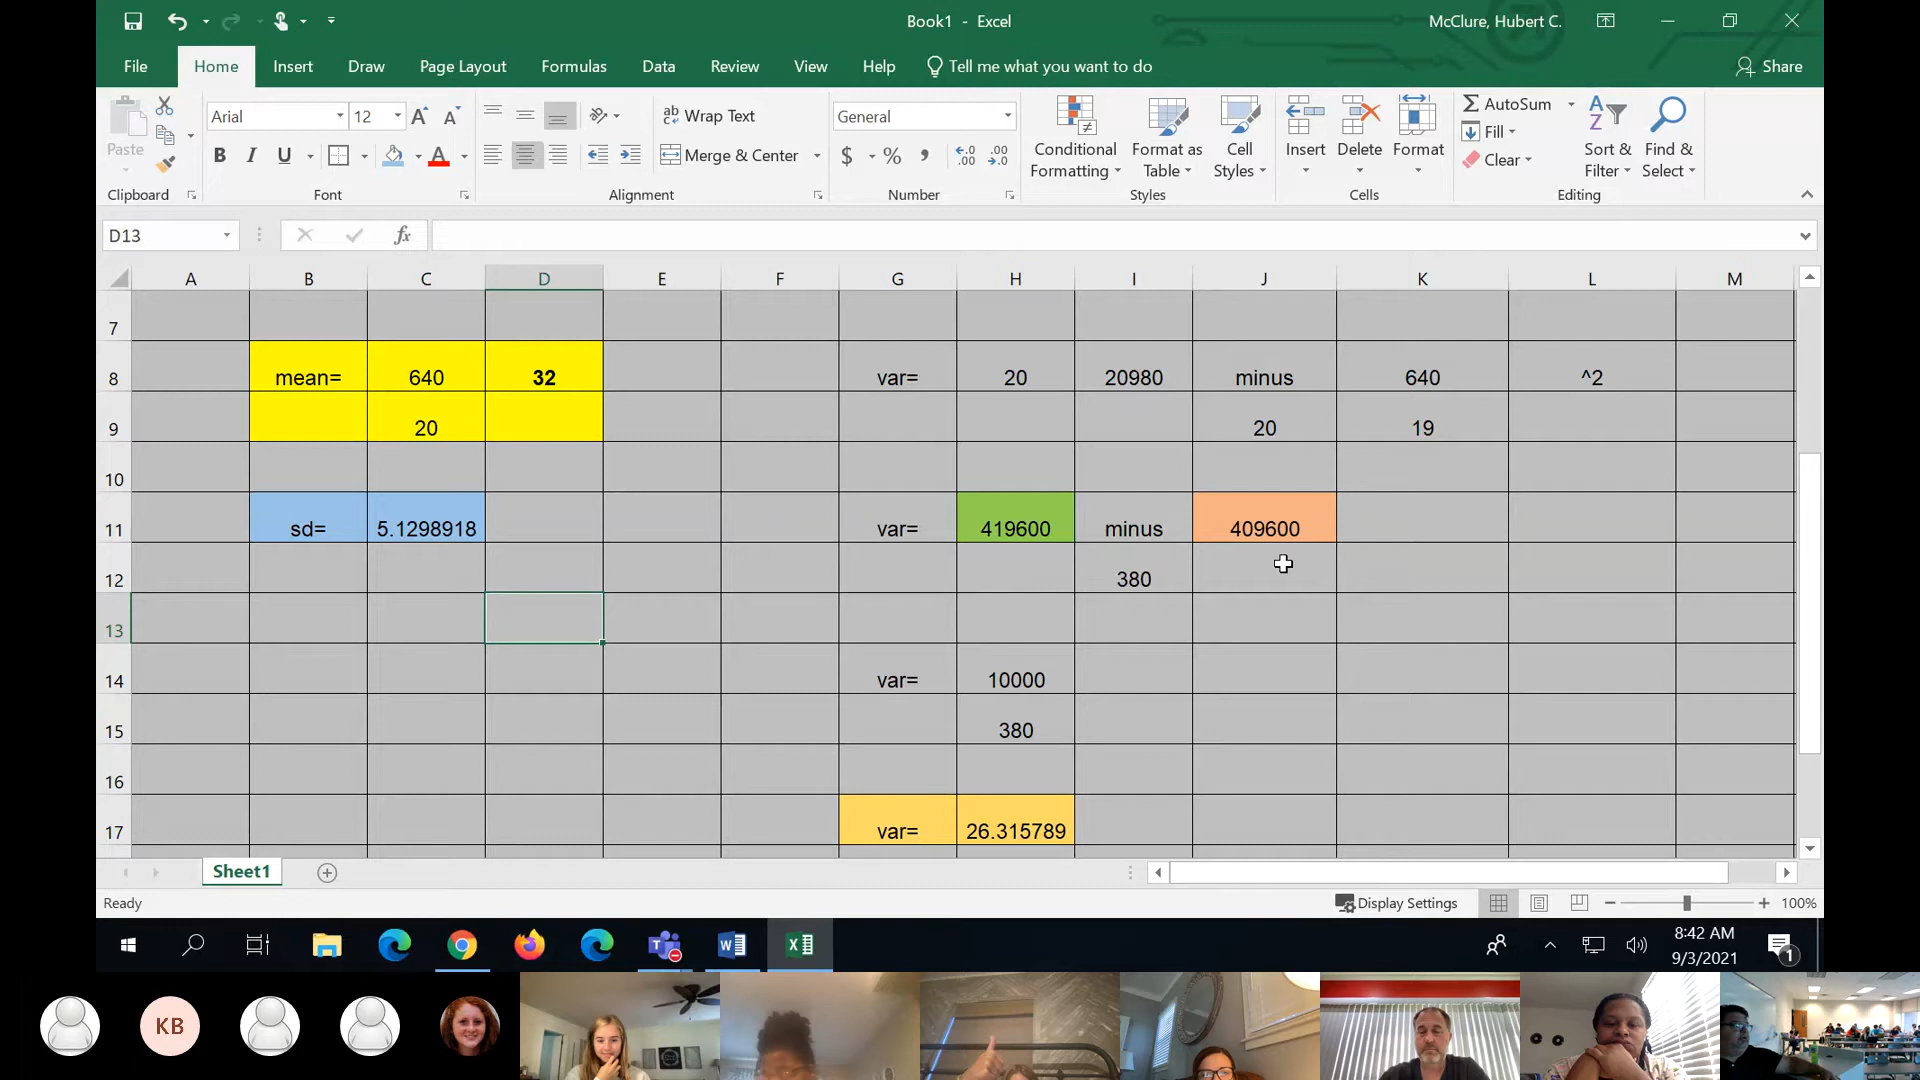 Book1 - Excel
McClure, Hubert C.
File Home Insert Draw Page Layout Formulas Data Review View Help Tell me what you want to do Share
Paste
Clipboard
Arial 12
B I U A
Font
Wrap Text
Merge & Center
Alignment
General
$ % ,
Number
Conditional Formatting
Format as Table
Cell Styles
Styles
Insert Delete Format
Cells
AutoSum
Fill
Clear
Sort & Filter
Find & Select
Editing
D13 fx
A B C D E F G H I J K L M
7
8 mean= 640 32 var= 20 20980 minus 640 ^2
9 20 20 19
10
11 sd= 5.1298918 var= 419600 minus 409600
12 380
13
14 var= 10000
15 380
16
17 var= 26.315789
Sheet1
Ready Display Settings 100%
8:42 AM
9/3/2021
1
KB